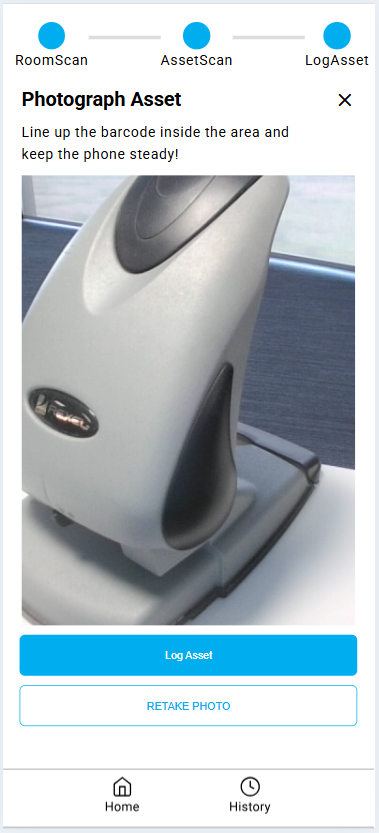 RoomScan
AssetScan
LogAsset
Photograph Asset
Line up the barcode inside the area and
keep the phone steady!
Log Asset
RETAKE PHOTO
Home
History